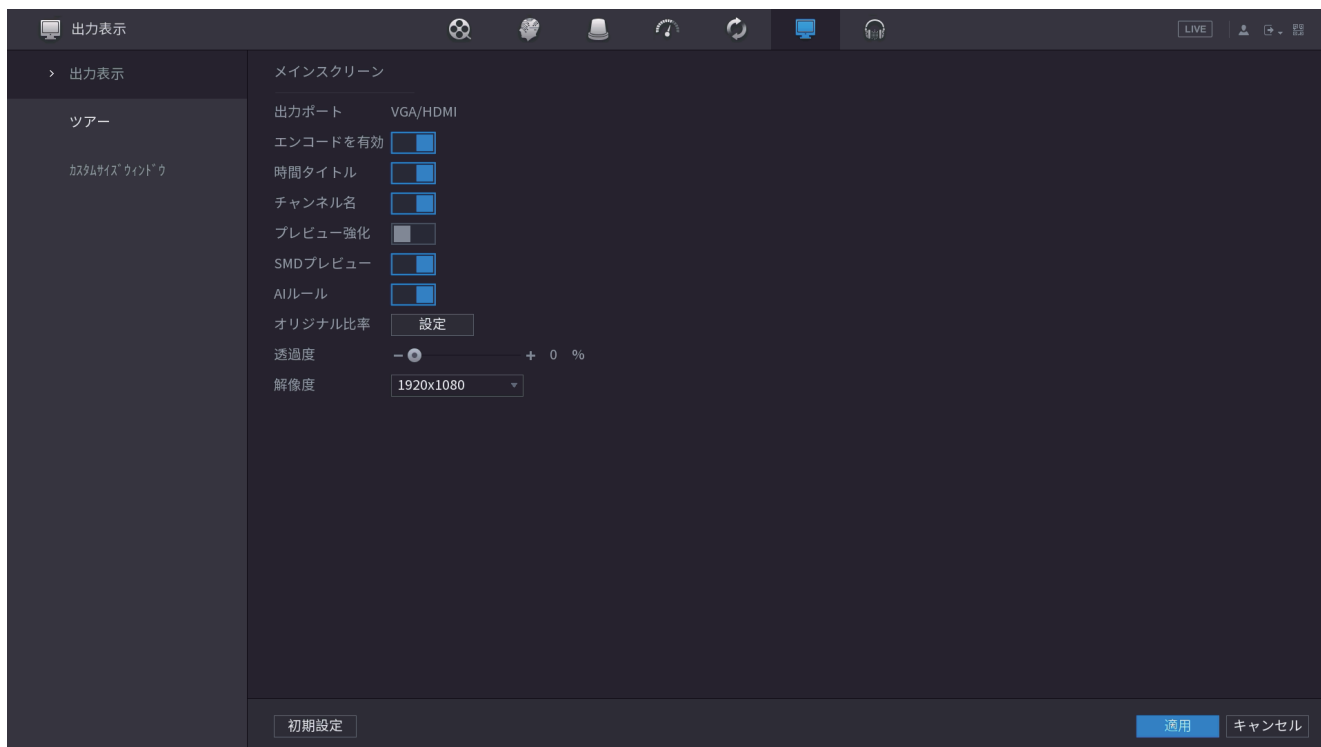 出力表示
LIVE
出力表示
ツアー
ｶｽﾀﾑｻｲｽﾞｳｨﾝﾄﾞｳ
メインスクリーン
出力ポート VGA/HDMI
エンコードを有効
時間タイトル
チャンネル名
プレビュー強化
SMDプレビュー
AIルール
オリジナル比率 設定
透過度 − + 0 %
解像度 1920x1080
初期設定 適用 キャンセル